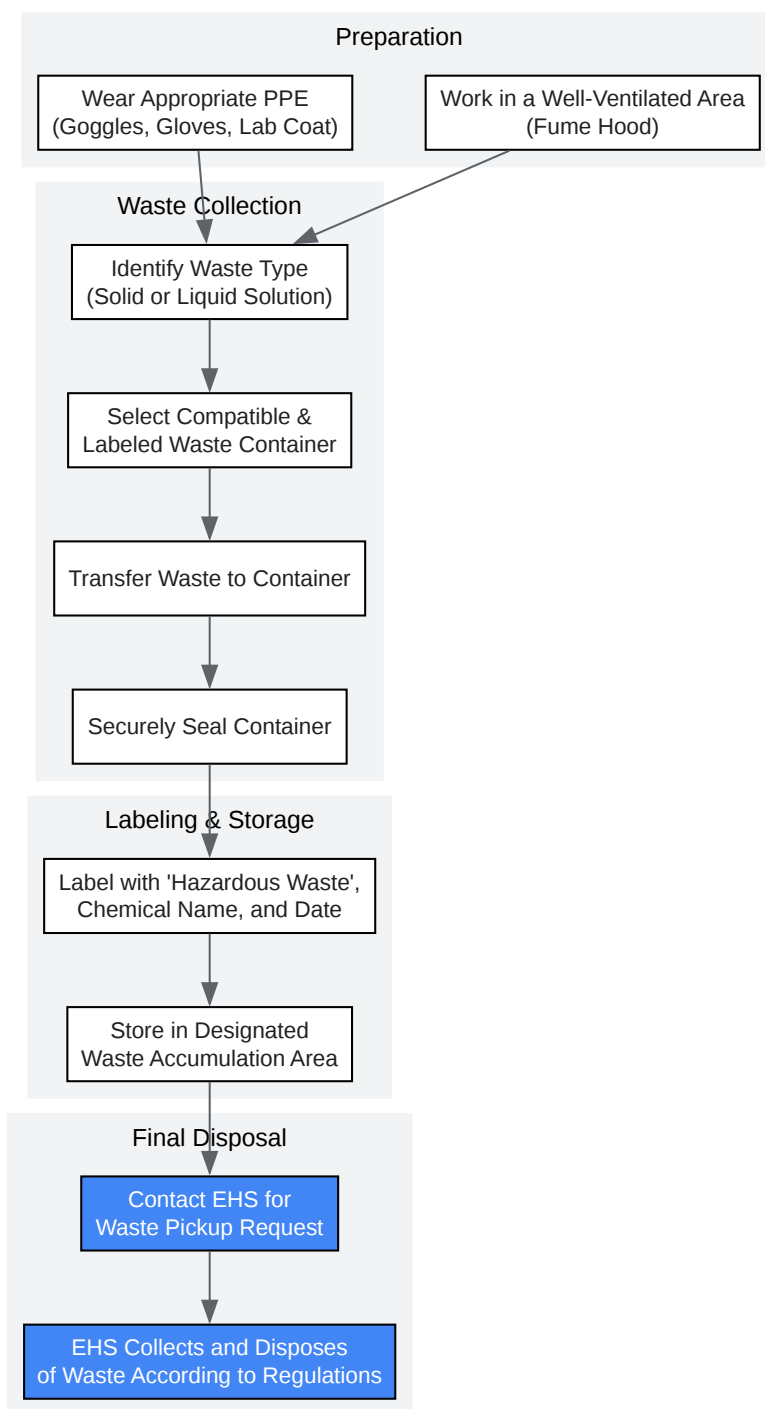 Preparation
Wear Appropriate PPE
(Goggles, Gloves, Lab Coat)
Work in a Well-Ventilated Area
(Fume Hood)
Waste Collection
Identify Waste Type
(Solid or Liquid Solution)
Select Compatible &
Labeled Waste Container
Transfer Waste to Container
Securely Seal Container
Labeling & Storage
Label with 'Hazardous Waste',
Chemical Name, and Date
Store in Designated
Waste Accumulation Area
Final Disposal
Contact EHS for
Waste Pickup Request
EHS Collects and Disposes
of Waste According to Regulations